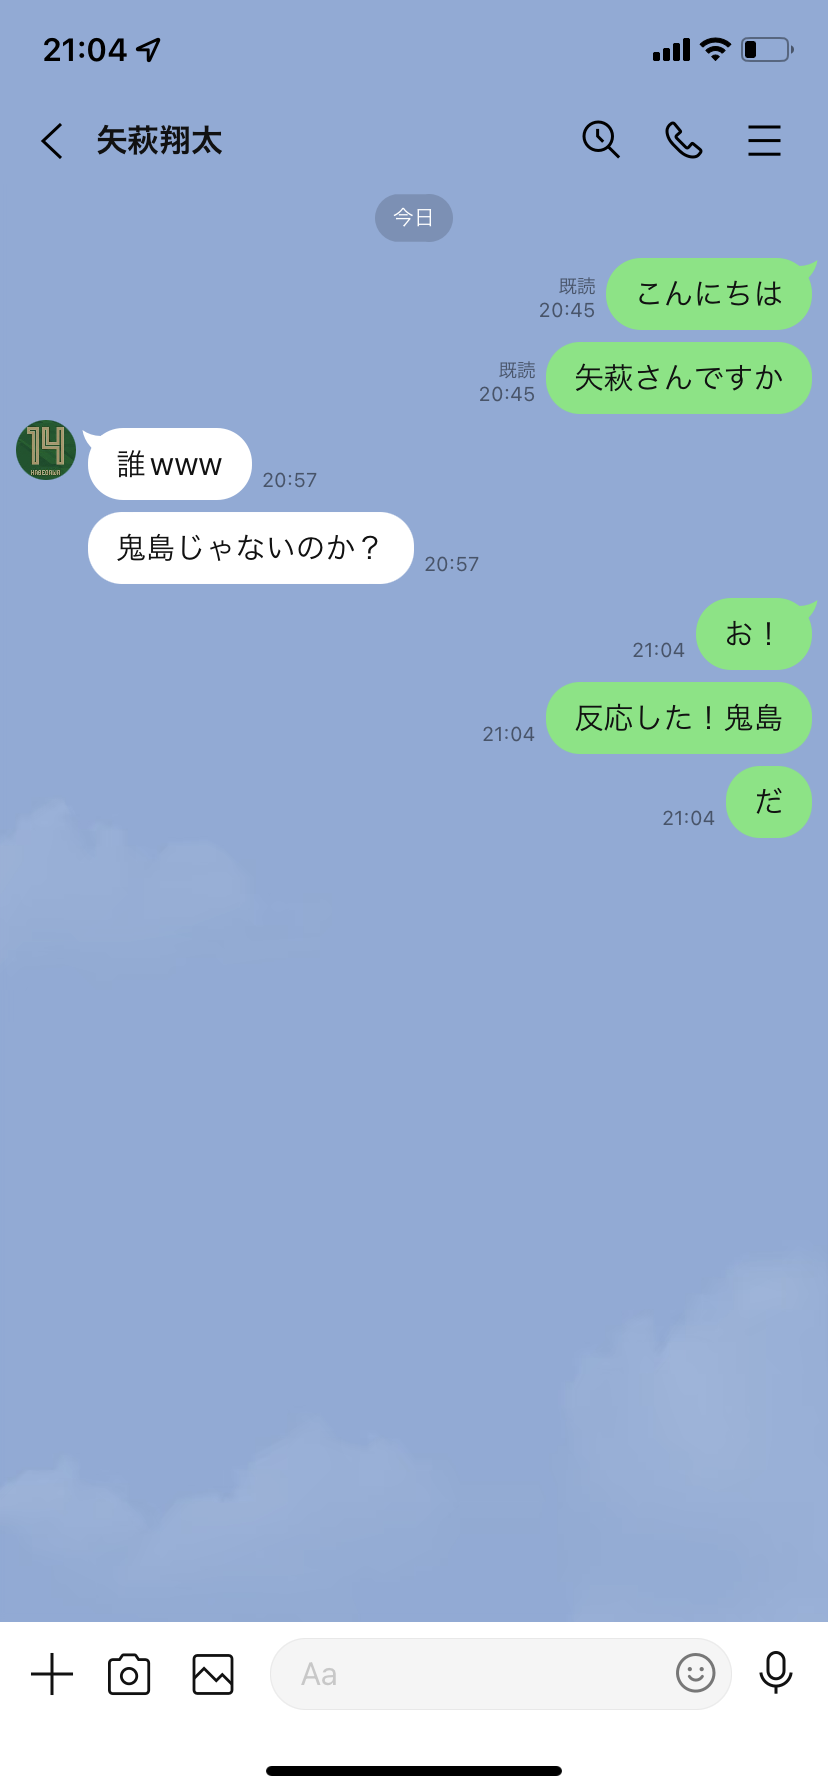 21:04
矢萩翔太
今日
既読
20:45
こんにちは
既読
20:45
矢萩さんですか
14
HASEGAWA
誰www
20:57
鬼島じゃないのか？
20:57
お！
21:04
反応した！鬼島
21:04
だ
21:04
Aa